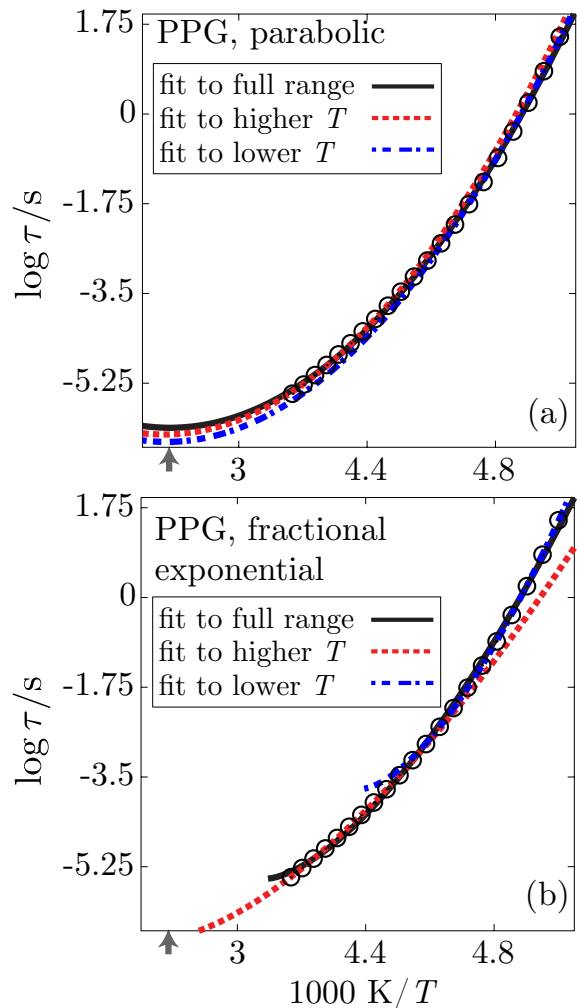 PPG, parabolic
fit to full range
fit to higher T
fit to lower T
1.75
0
-1.75
-3.5
-5.25
log τ/s
(a)
3
4.4
4.8
PPG, fractional
exponential
fit to full range
fit to higher T
fit to lower T
1.75
0
-1.75
-3.5
-5.25
log τ/s
(b)
3
4.4
4.8
1000 K/T